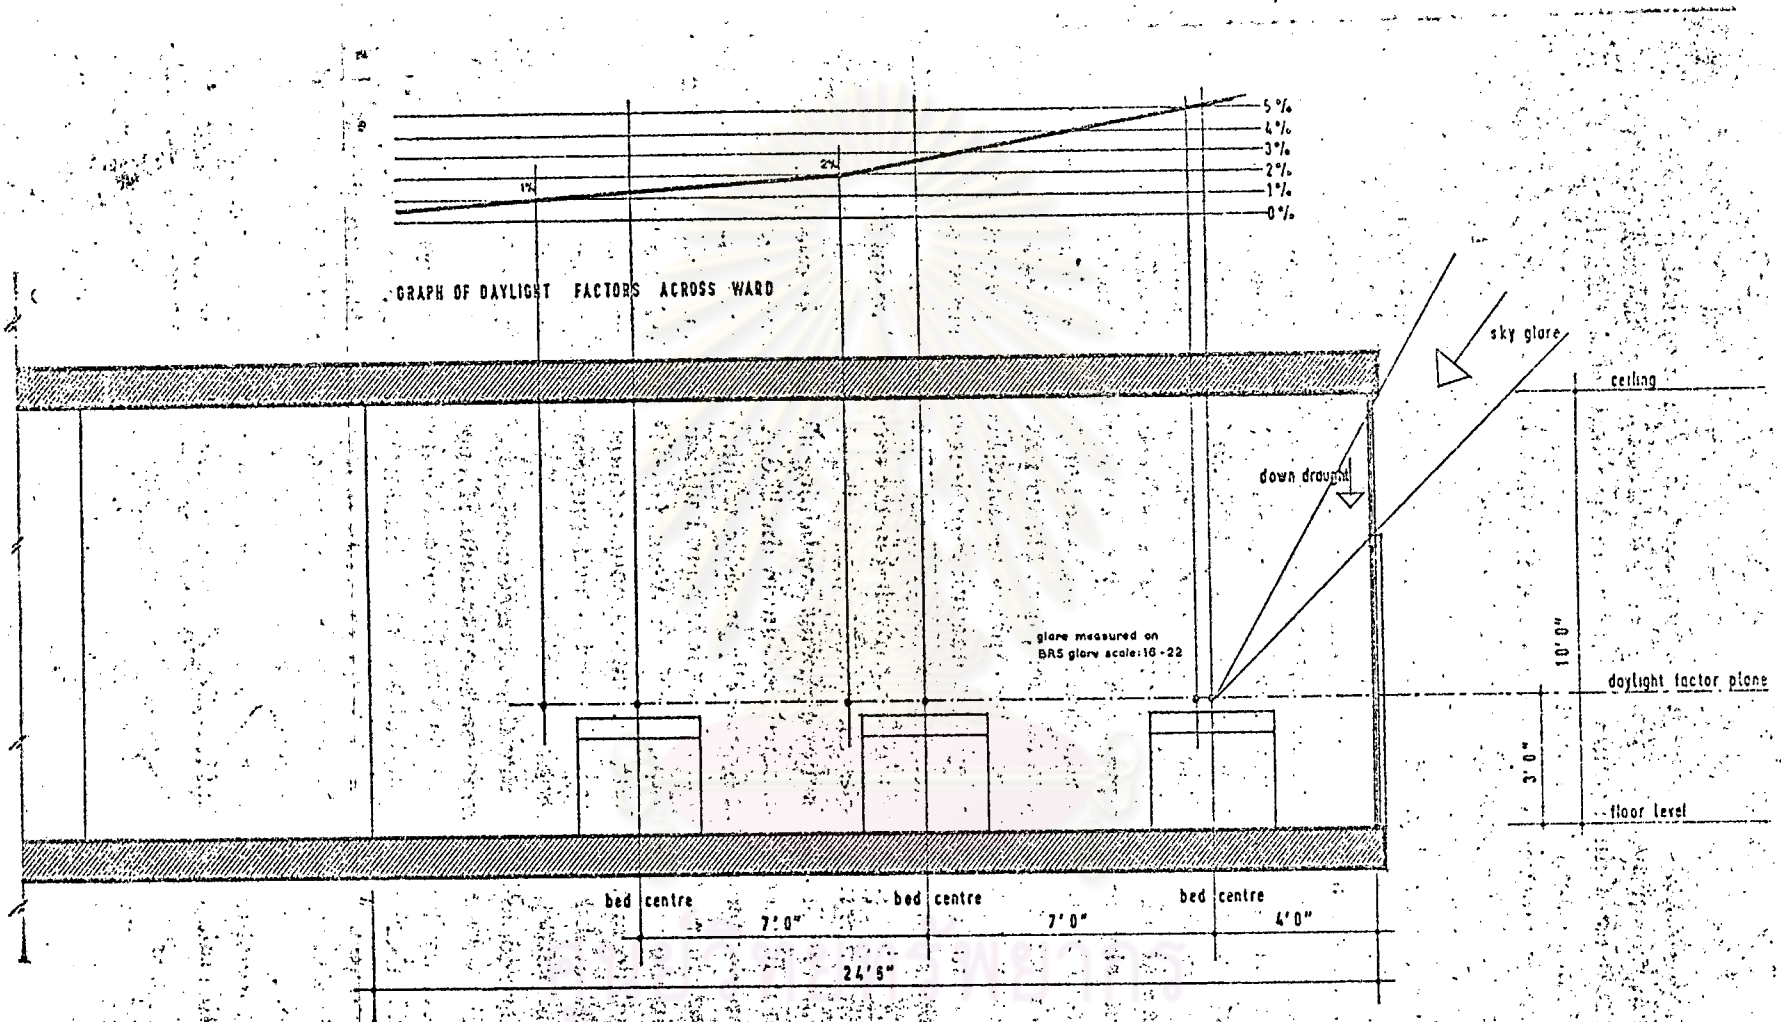 5%
4%
3%
2%
2%
1%
1%
0%
GRAPH OF DAYLIGHT FACTORS ACROSS WARD
sky glare
ceiling
down draught
glare measured on
BRS glare scale:16-22
10'0"
daylight factor plane
3'0"
floor level
bed centre bed centre bed centre
7'0" 7'0" 4'0"
24'6"